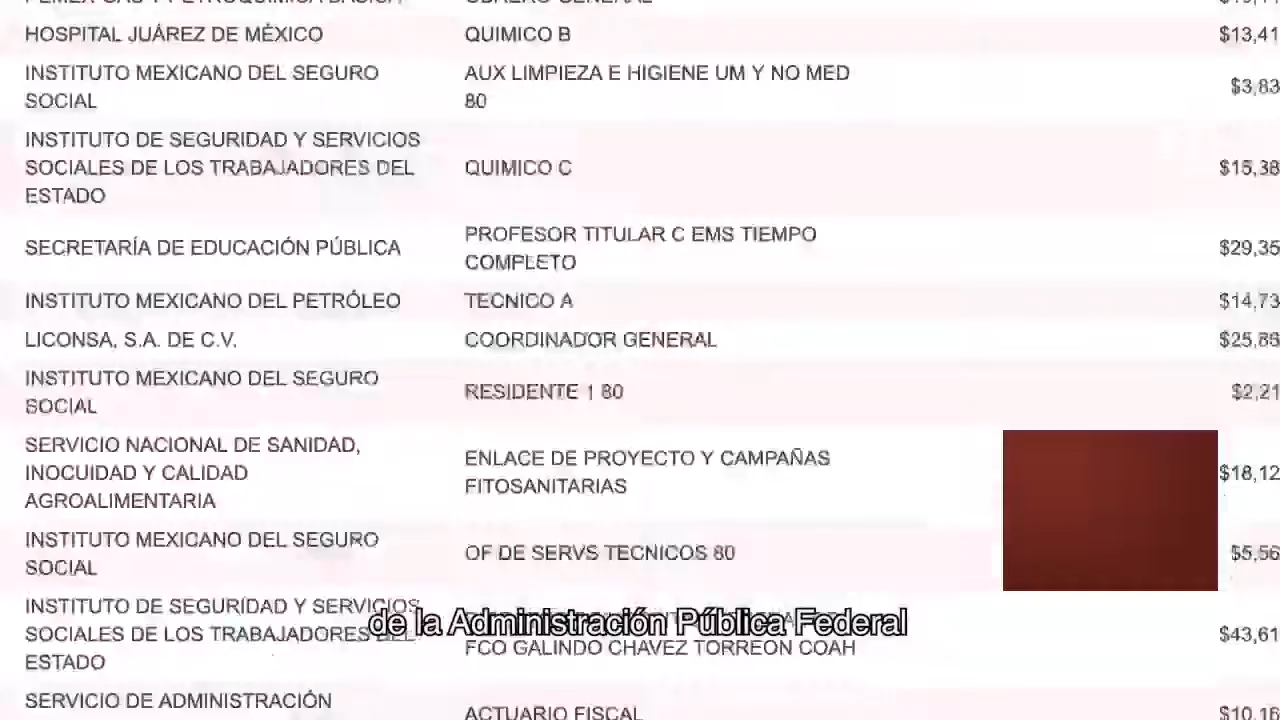 HOSPITAL JUÁREZ DE MÉXICO QUIMICO B $13,41
INSTITUTO MEXICANO DEL SEGURO
SOCIAL
AUX LIMPIEZA E HIGIENE UM Y NO MED
80
$3,83
INSTITUTO DE SEGURIDAD Y SERVICIOS
SOCIALES DE LOS TRABAJADORES DEL
ESTADO
QUIMICO C
$15,38
SECRETARÍA DE EDUCACIÓN PÚBLICA
PROFESOR TITULAR C EMS TIEMPO
COMPLETO
$29,35
INSTITUTO MEXICANO DEL PETRÓLEO TECNICO A $14,73
LICONSA, S.A. DE C.V. COORDINADOR GENERAL $25,86
INSTITUTO MEXICANO DEL SEGURO
SOCIAL
RESIDENTE 1 80
$2,21
SERVICIO NACIONAL DE SANIDAD,
INOCUIDAD Y CALIDAD
AGROALIMENTARIA
ENLACE DE PROYECTO Y CAMPAÑAS
FITOSANITARIAS
$18,12
INSTITUTO MEXICANO DEL SEGURO
SOCIAL
OF DE SERVS TECNICOS 80
$5,56
INSTITUTO DE SEGURIDAD Y SERVICIOS
SOCIALES DE LOS TRABAJADORES DEL
ESTADO
FCO GALINDO CHAVEZ TORREON COAH
$43,61
de la Administración Pública Federal
SERVICIO DE ADMINISTRACIÓN
ACTUARIO FISCAL
$10,16